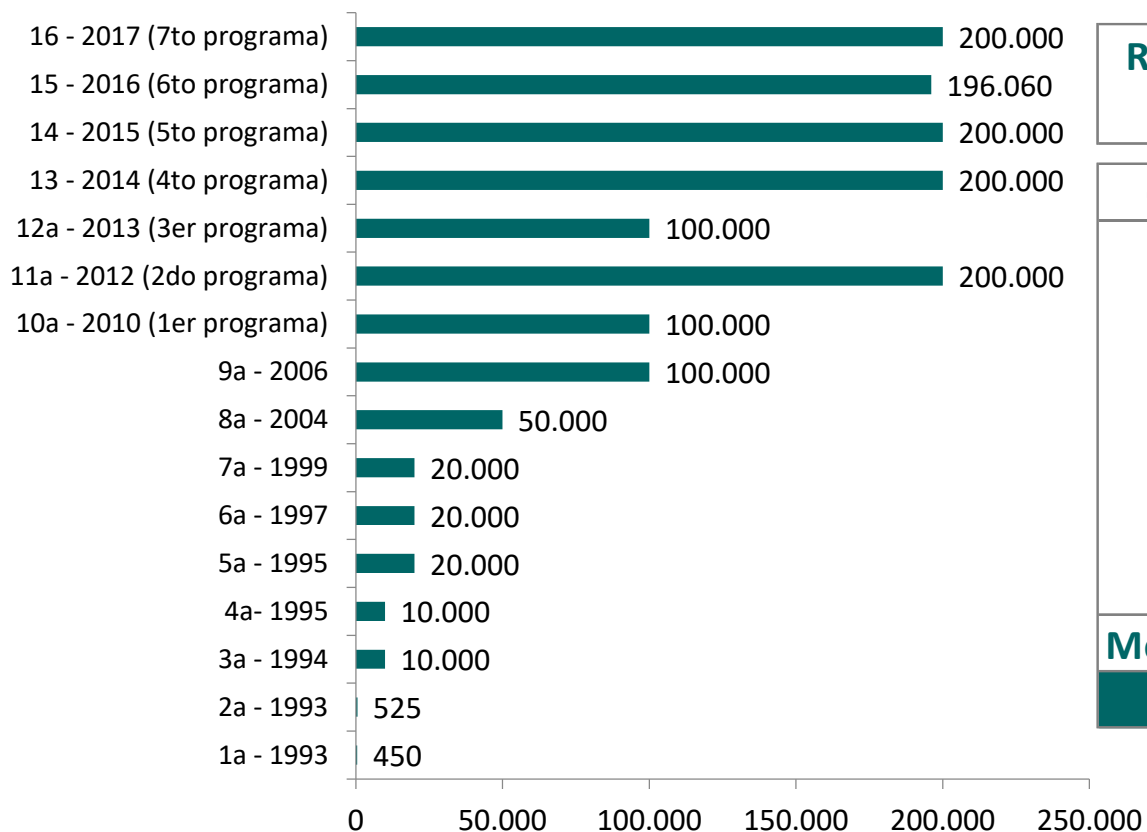 16 - 2017 (7to programa) 200.000
15 - 2016 (6to programa) 196.060
14 - 2015 (5to programa) 200.000
13 - 2014 (4to programa) 200.000
12a - 2013 (3er programa) 100.000
11a - 2012 (2do programa) 200.000
10a - 2010 (1er programa) 100.000
9a - 2006 100.000
8a - 2004 50.000
7a - 1999 20.000
6a - 1997 20.000
5a - 1995 20.000
4a- 1995 10.000
3a - 1994 10.000
2a - 1993 525
1a - 1993 450
0 50.000 100.000 150.000 200.000 250.000
R